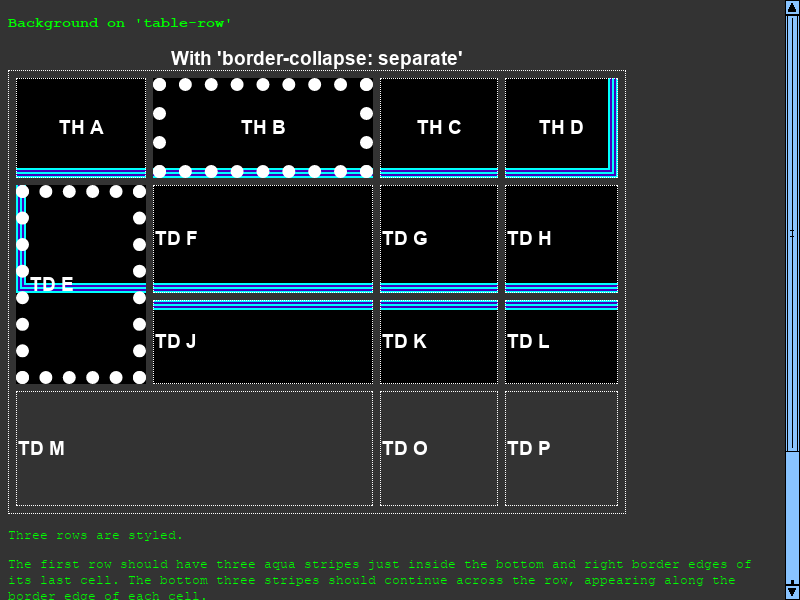 Background on 'table-row'
With 'border-collapse: separate'
TH A TH B TH C TH D
TD E TD F TD G TD H
TD J TD K TD L
TD M TD O TD P
Three rows are styled.
The first row should have three aqua stripes just inside the bottom and right border edges of
its last cell. The bottom three stripes should continue across the row, appearing along the
border edge of each cell.